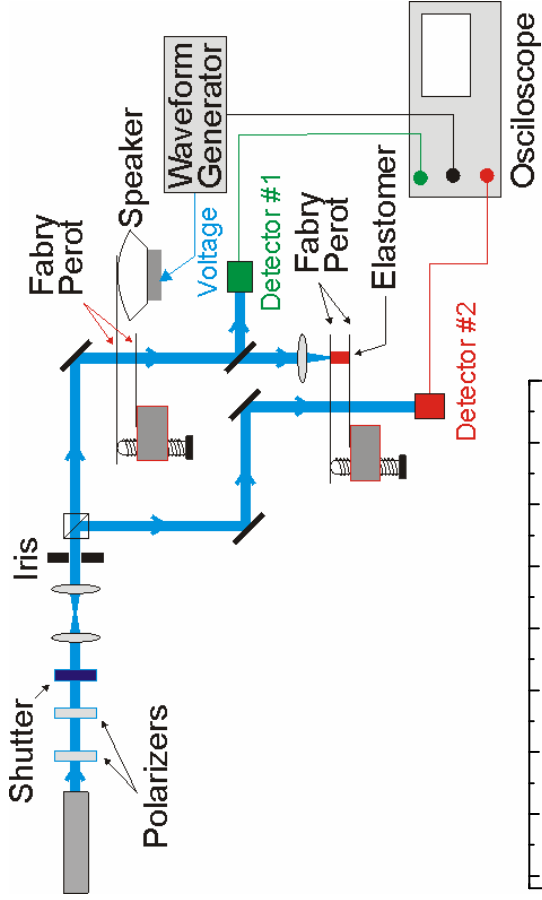 Shutter
Polarizers
Iris
Fabry
Perot
Speaker
Voltage
Waveform
Generator
Detector #1
Fabry
Perot
Elastomer
Detector #2
Osciloscope